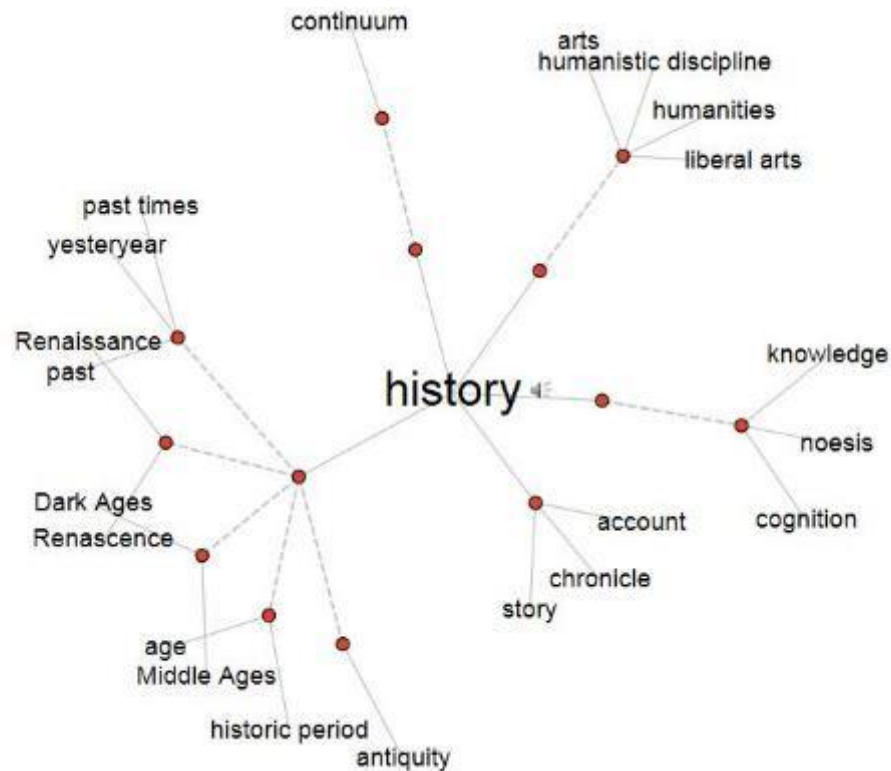 continuum
arts
humanistic discipline
humanities
liberal arts
past times
yesteryear
Renaissance
past
history
knowledge
noesis
cognition
Dark Ages
Renascence
account
chronicle
story
age
Middle Ages
historic period
antiquity